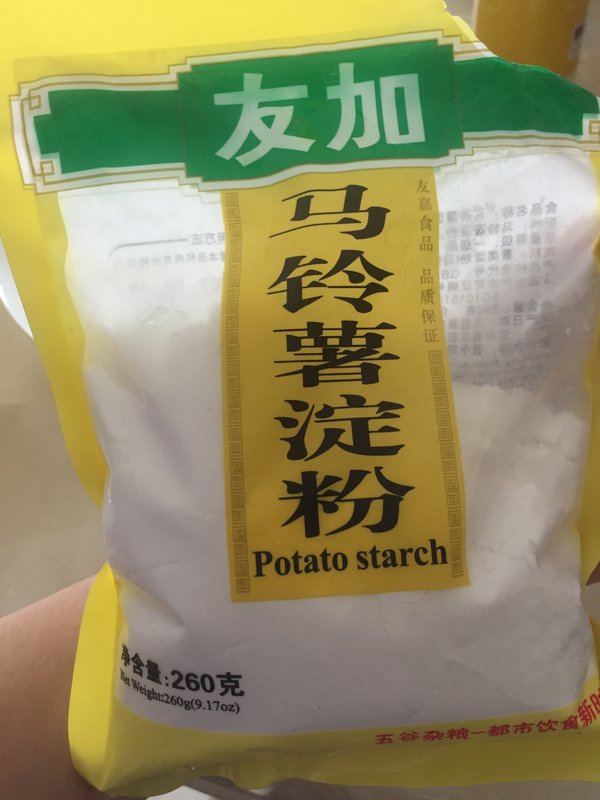 友加
马铃薯淀粉
友嘉食品 品质保证
Potato starch
净含量:260克
Net Weight:260g(9.17oz)
五谷杂粮-都市饮食新时